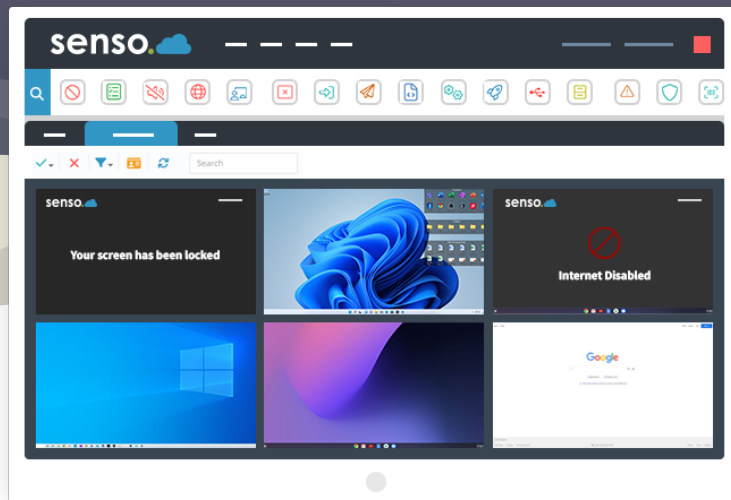 senso.
Search
senso.
Your screen has been locked
senso.
Internet Disabled
Google